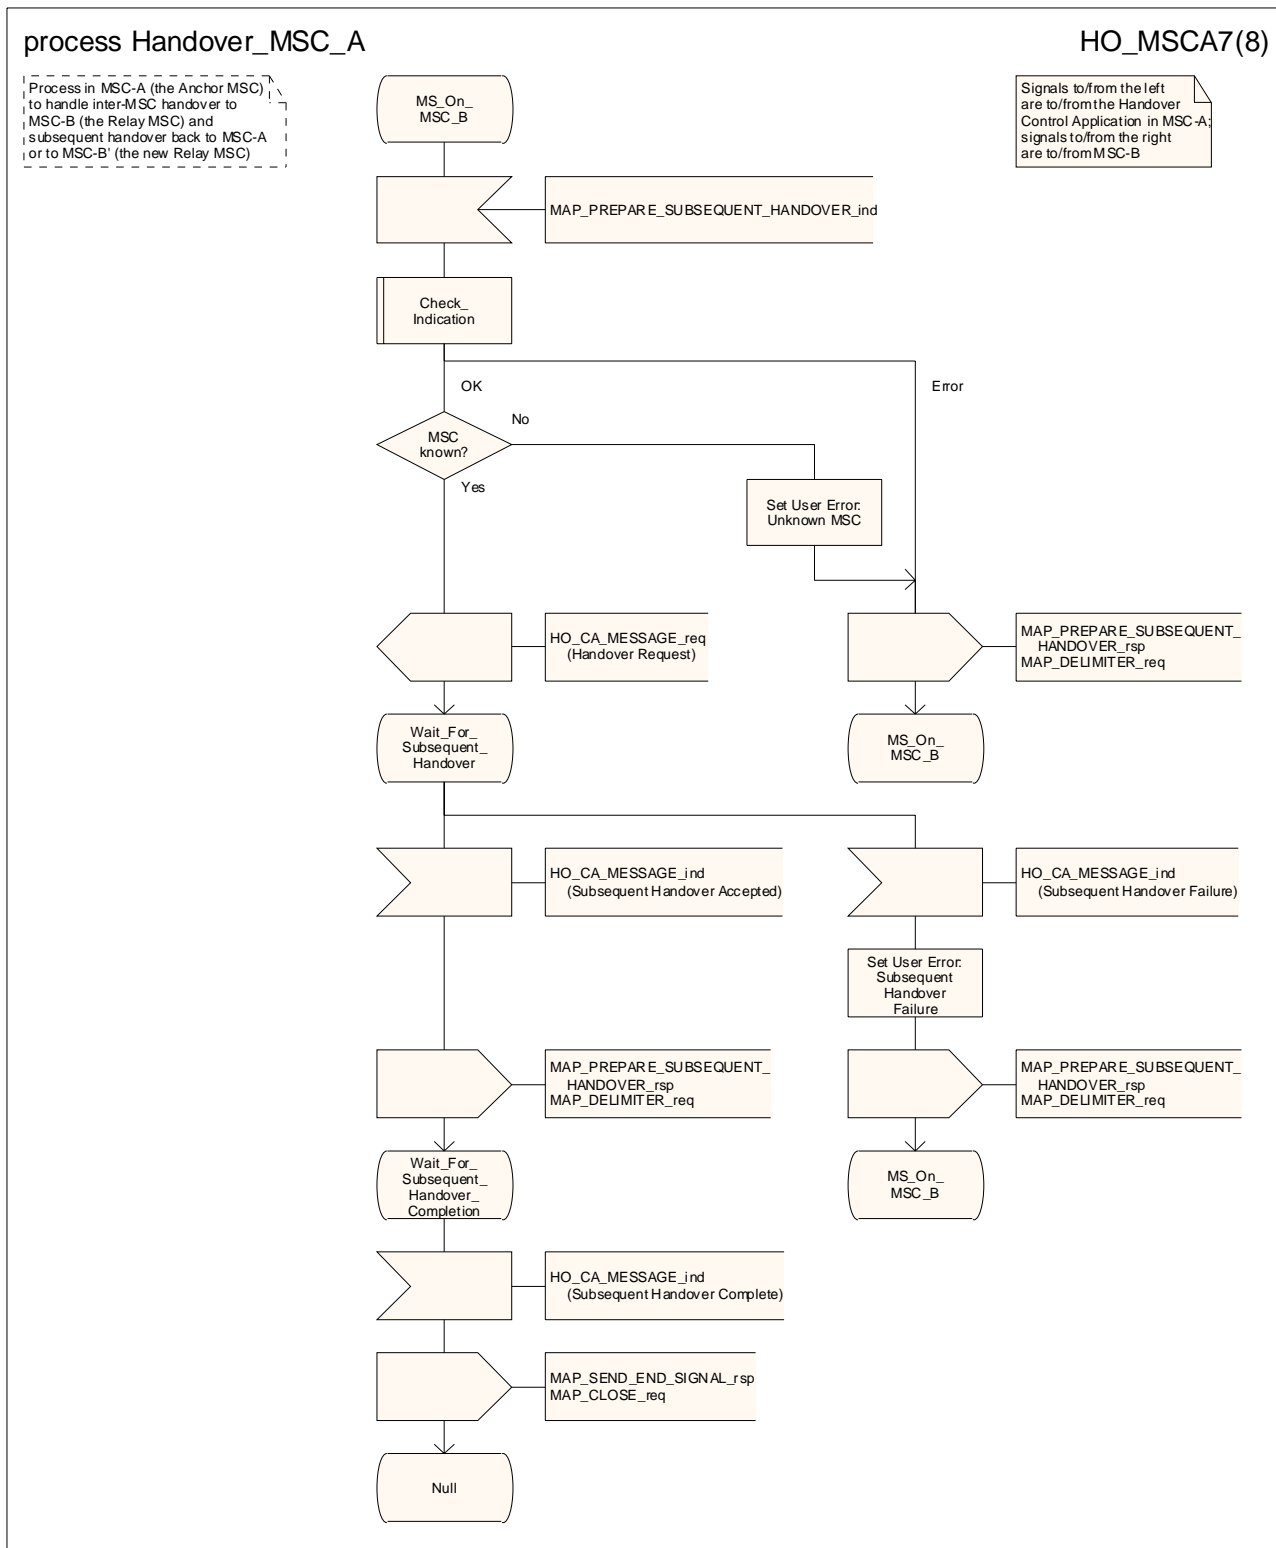 process Handover_MSC_A
HO_MSCA7(8)
Process in MSC-A (the Anchor MSC)
to handle inter-MSC handover to
MSC-B (the Relay MSC) and
subsequent handover back to MSC-A
or to MSC-B' (the new Relay MSC)
MS_On_
MSC_B
Signals to/from the left
are to/from the Handover
Control Application in MSC-A;
signals to/from the right
are to/from MSC-B
MAP_PREPARE_SUBSEQUENT_HANDOVER_ind
Check_
Indication
OK
Error
MSC
known?
No
Yes
Set User Error:
Unknown MSC
HO_CA_MESSAGE_req
(Handover Request)
MAP_PREPARE_SUBSEQUENT_
HANDOVER_rsp
MAP_DELIMITER_req
Wait_For_
Subsequent_
Handover
MS_On_
MSC_B
HO_CA_MESSAGE_ind
(Subsequent Handover Accepted)
HO_CA_MESSAGE_ind
(Subsequent Handover Failure)
Set User Error:
Subsequent
Handover
Failure
MAP_PREPARE_SUBSEQUENT_
HANDOVER_rsp
MAP_DELIMITER_req
MAP_PREPARE_SUBSEQUENT_
HANDOVER_rsp
MAP_DELIMITER_req
Wait_For_
Subsequent_
Handover_
Completion
MS_On_
MSC_B
HO_CA_MESSAGE_ind
(Subsequent Handover Complete)
MAP_SEND_END_SIGNAL_rsp
MAP_CLOSE_req
Null